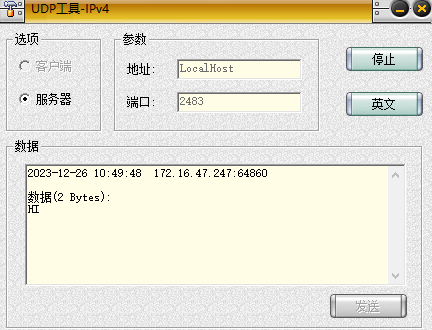 UDP工具-IPv4
选项
客户端
服务器
参数
地址: LocalHost
端口: 2483
停止
英文
数据
2023-12-26 10:49:48  172.16.47.247:64860
数据(2 Bytes):
HI
发送